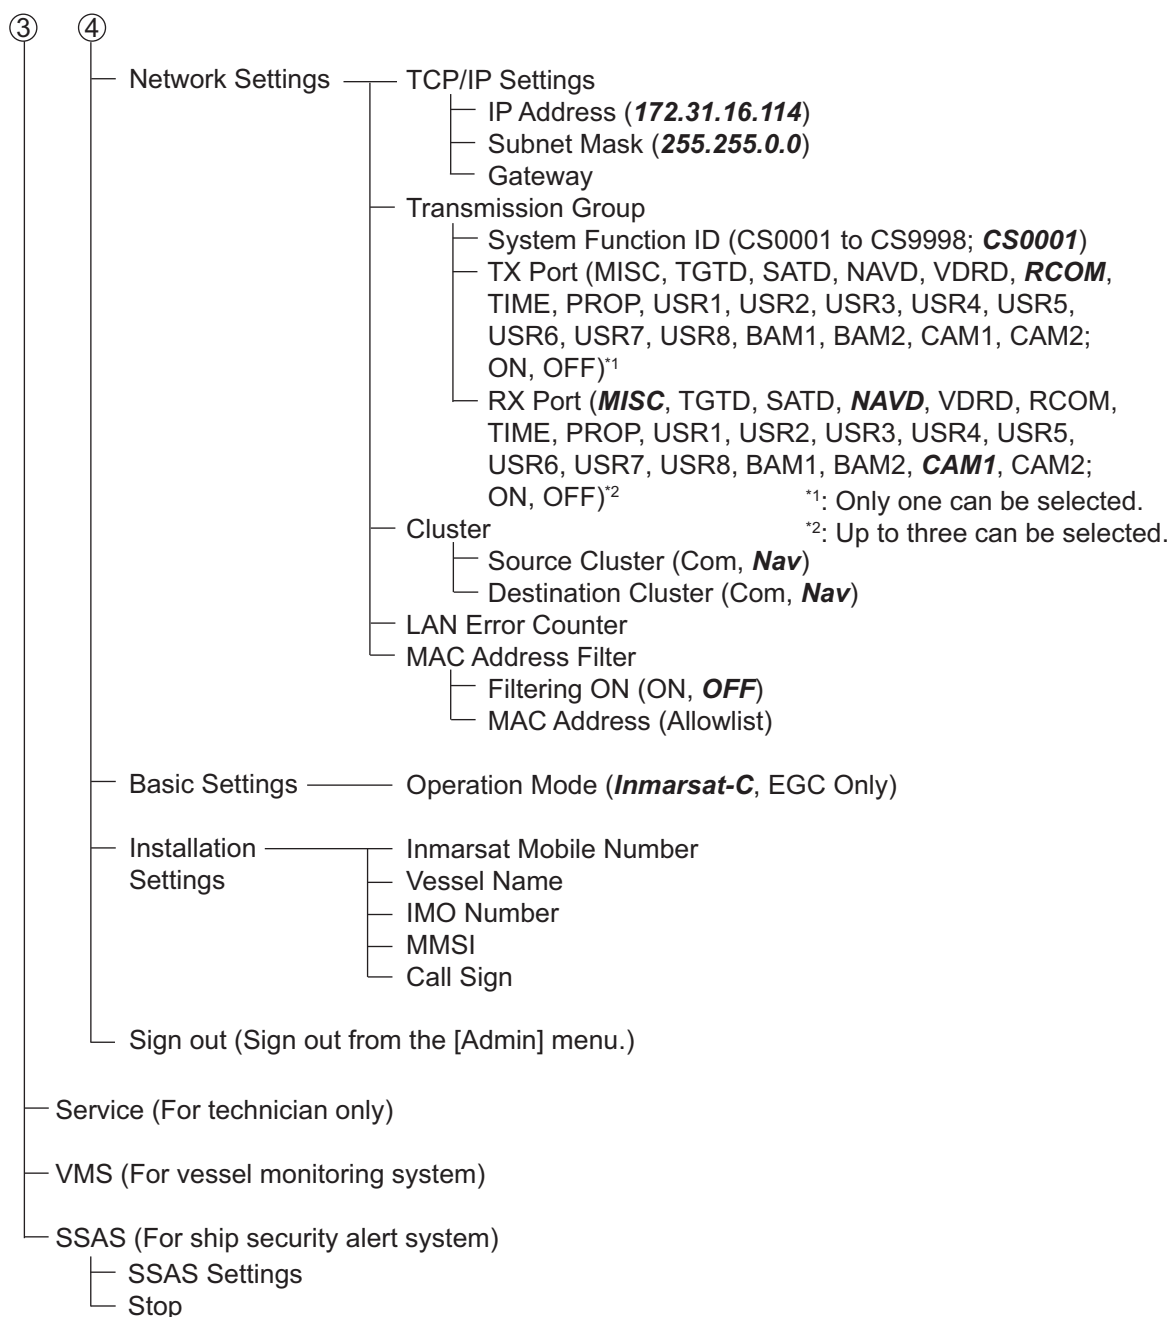 ③ ④
Network Settings TCP/IP Settings
IP Address (172.31.16.114)
Subnet Mask (255.255.0.0)
Gateway
Transmission Group
System Function ID (CS0001 to CS9998; CS0001)
TX Port (MISC, TGTD, SATD, NAVD, VDRD, RCOM,
TIME, PROP, USR1, USR2, USR3, USR4, USR5,
USR6, USR7, USR8, BAM1, BAM2, CAM1, CAM2;
ON, OFF)*1
RX Port (MISC, TGTD, SATD, NAVD, VDRD, RCOM,
TIME, PROP, USR1, USR2, USR3, USR4, USR5,
USR6, USR7, USR8, BAM1, BAM2, CAM1, CAM2;
ON, OFF)*2
*1: Only one can be selected.
*2: Up to three can be selected.
Cluster
Source Cluster (Com, Nav)
Destination Cluster (Com, Nav)
LAN Error Counter
MAC Address Filter
Filtering ON (ON, OFF)
MAC Address (Allowlist)
Basic Settings Operation Mode (Inmarsat-C, EGC Only)
Installation
Settings
Inmarsat Mobile Number
Vessel Name
IMO Number
MMSI
Call Sign
Sign out (Sign out from the [Admin] menu.)
Service (For technician only)
VMS (For vessel monitoring system)
SSAS (For ship security alert system)
SSAS Settings
Stop